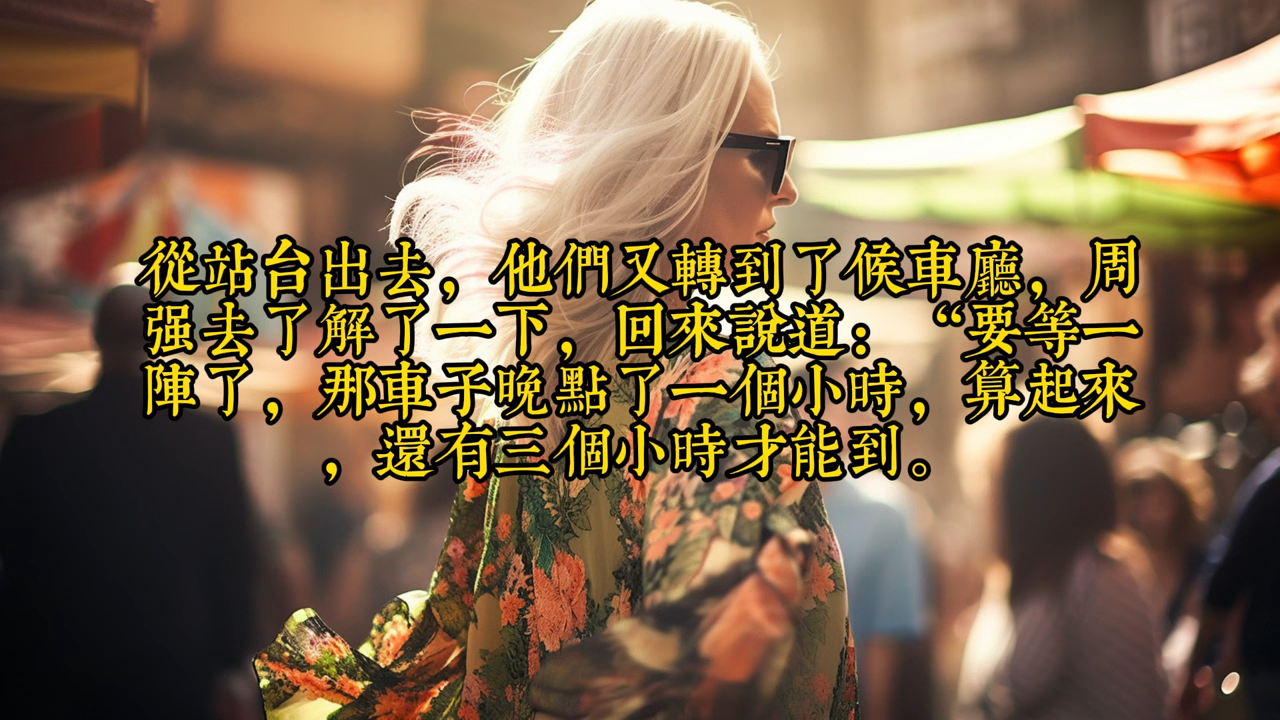 從站台出去，他們又轉到了候車廳，周
强去了解了一下，回來說道：“要等一
陣了，那車子晚點了一個小時，算起來
，還有三個小時才能到。